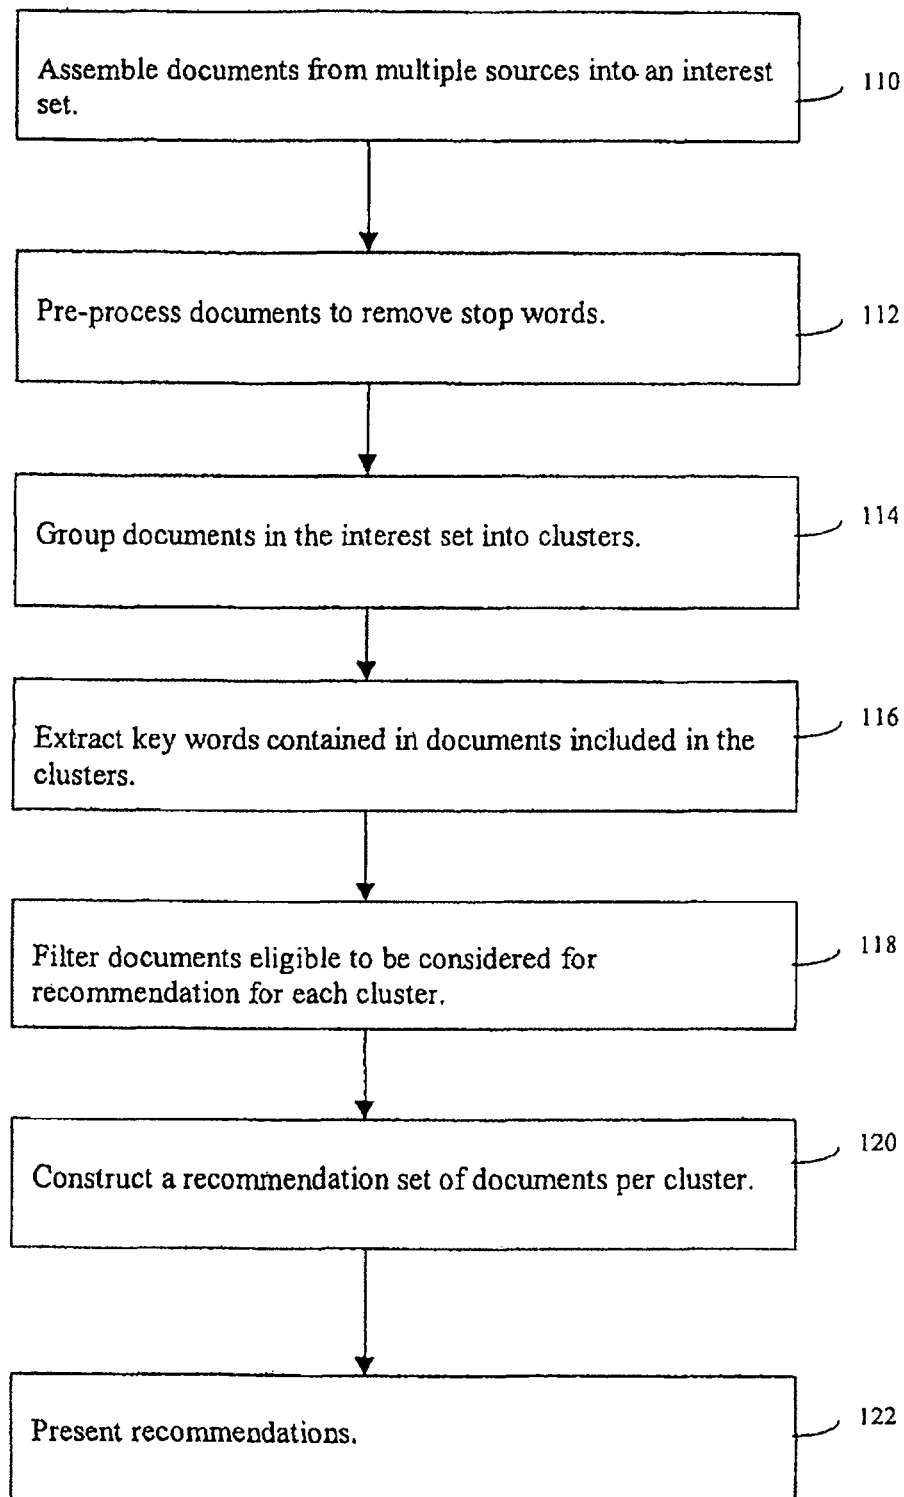 Assemble documents from multiple sources into an interest
set.
110
Pre-process documents to remove stop words.
112
Group documents in the interest set into clusters.
114
Extract key words contained in documents included in the
clusters.
116
Filter documents eligible to be considered for
recommendation for each cluster.
118
Construct a recommendation set of documents per cluster.
120
Present recommendations.
122